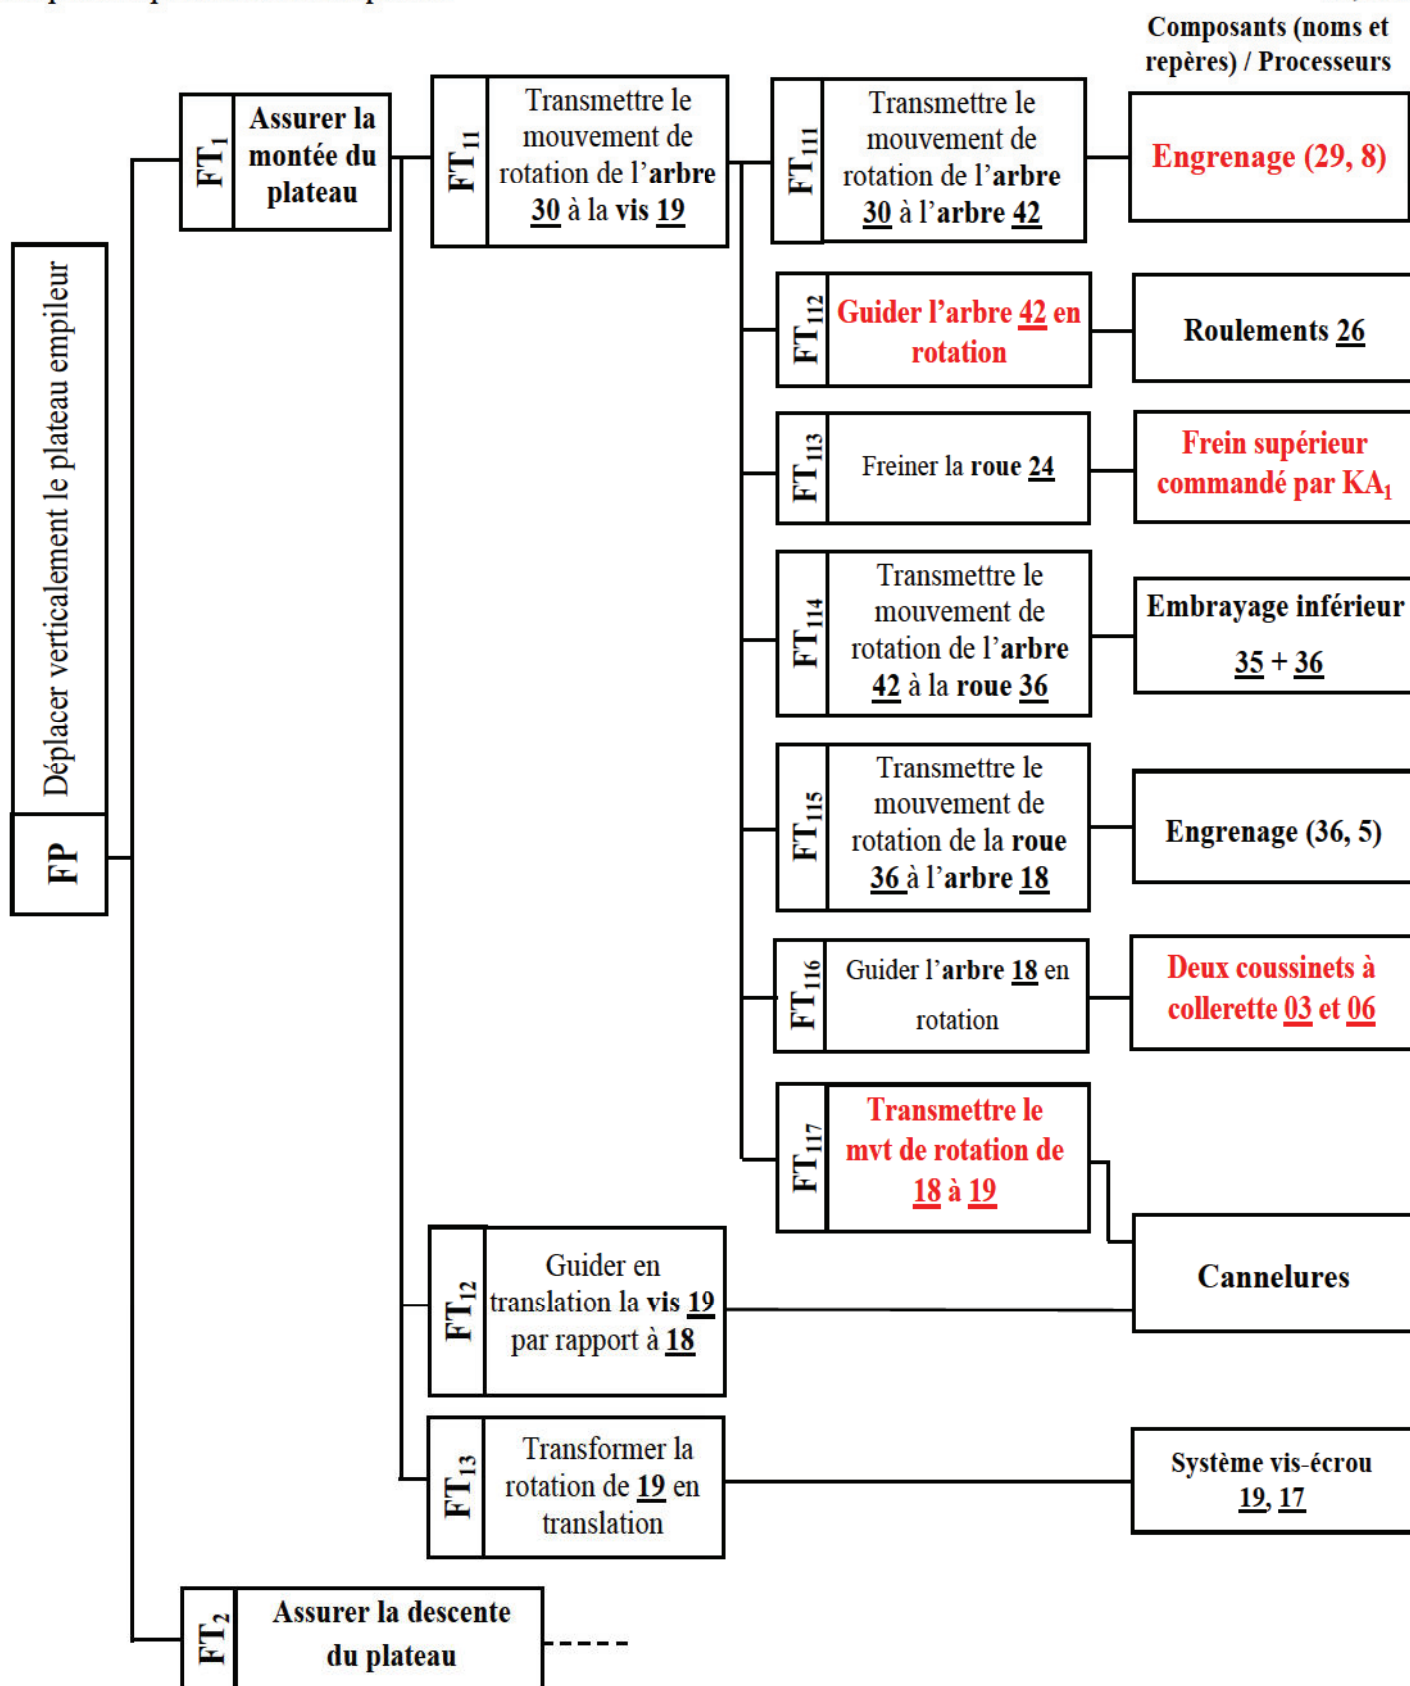 Composants (noms et
repères) / Processeurs
FP
Déplacer verticalement le plateau empileur
FT1
Assurer la
montée du
plateau
FT11
Transmettre le
mouvement de
rotation de l'arbre
30 à la vis 19
FT111
Transmettre le
mouvement de
rotation de l'arbre
30 à l'arbre 42
Engrenage (29, 8)
FT112
Guider l'arbre 42 en
rotation
Roulements 26
FT113
Freiner la roue 24
Frein supérieur
commandé par KA1
FT114
Transmettre le
mouvement de
rotation de l'arbre
42 à la roue 36
Embrayage inférieur
35 + 36
FT115
Transmettre le
mouvement de
rotation de la roue
36 à l'arbre 18
Engrenage (36, 5)
FT116
Guider l'arbre 18 en
rotation
Deux coussinets à
collerette 03 et 06
FT117
Transmettre le
mvt de rotation de
18 à 19
Cannelures
FT12
Guider en
translation la vis 19
par rapport à 18
FT13
Transformer la
rotation de 19 en
translation
Système vis-écrou
19, 17
FT2
Assurer la descente
du plateau